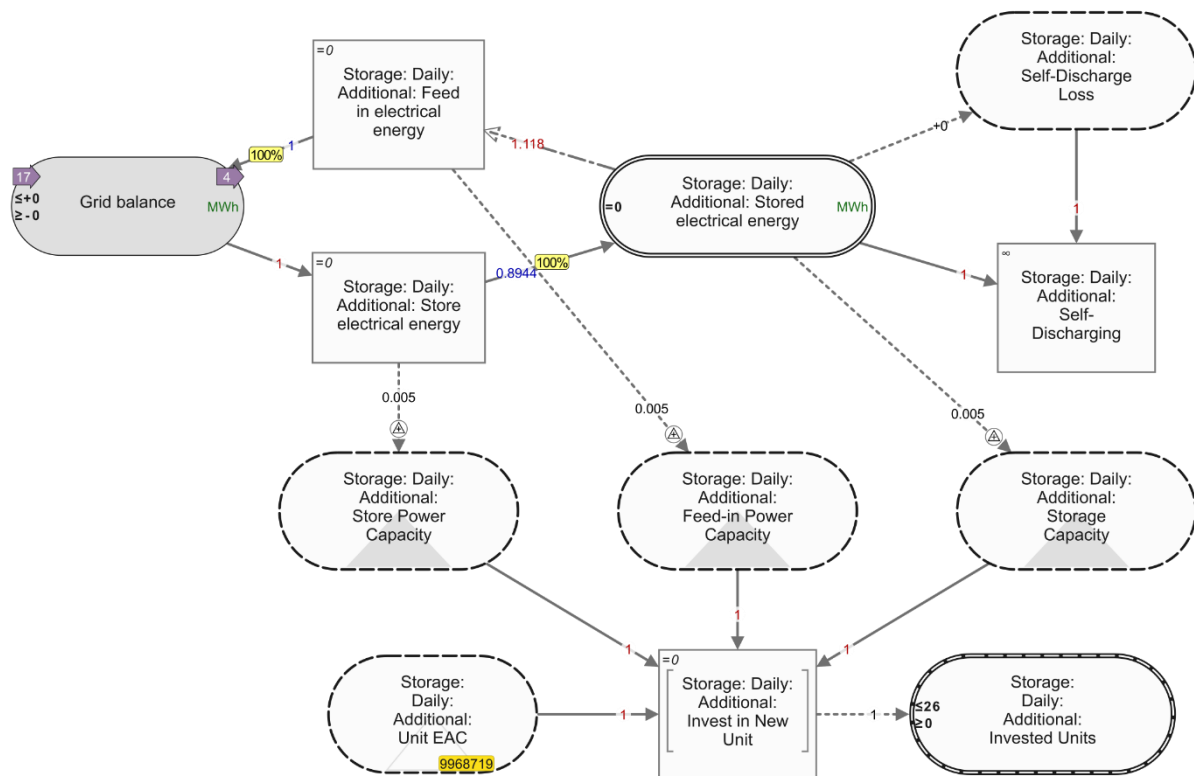 =0
Storage: Daily:
Additional: Feed
in electrical
energy
Storage: Daily:
Additional:
Self-Discharge
Loss
+0
1.118
1
100%
17
4
≤+0
≥-0
Grid balance
MWh
=0
Storage: Daily:
Additional: Stored
electrical energy
MWh
1
1
=0
Storage: Daily:
Additional: Store
electrical energy
0.8944
100%
1
∞
Storage: Daily:
Additional:
Self-
Discharging
0.005
0.005
0.005
Storage: Daily:
Additional:
Store Power
Capacity
Storage: Daily:
Additional:
Feed-in Power
Capacity
Storage: Daily:
Additional:
Storage
Capacity
1
1
1
Storage:
Daily:
Additional:
Unit EAC
9968719
1
=0
Storage: Daily:
Additional:
Invest in New
Unit
1
≤26
≥0
Storage:
Daily:
Additional:
Invested Units